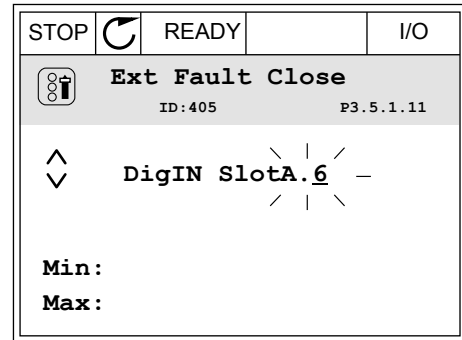 STOP READY I/O
Ext Fault Close
ID:405 P3.5.1.11
DigIN SlotA.6
Min:
Max: